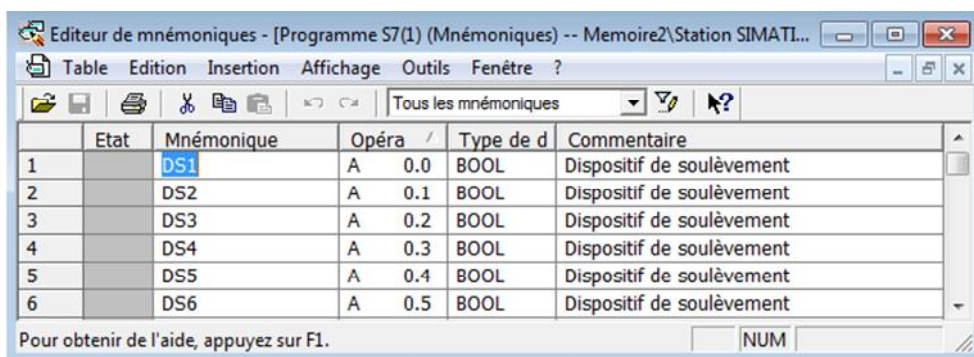 Editeur de mnémoniques - [Programme S7(1) (Mnémoniques) -- Memoire2\Station SIMATI...
Table Edition Insertion Affichage Outils Fenêtre ?
Tous les mnémoniques
Etat Mnémonique Opéra Type de d Commentaire
1 DS1 A 0.0 BOOL Dispositif de soulèvement
2 DS2 A 0.1 BOOL Dispositif de soulèvement
3 DS3 A 0.2 BOOL Dispositif de soulèvement
4 DS4 A 0.3 BOOL Dispositif de soulèvement
5 DS5 A 0.4 BOOL Dispositif de soulèvement
6 DS6 A 0.5 BOOL Dispositif de soulèvement
Pour obtenir de l'aide, appuyez sur F1. NUM